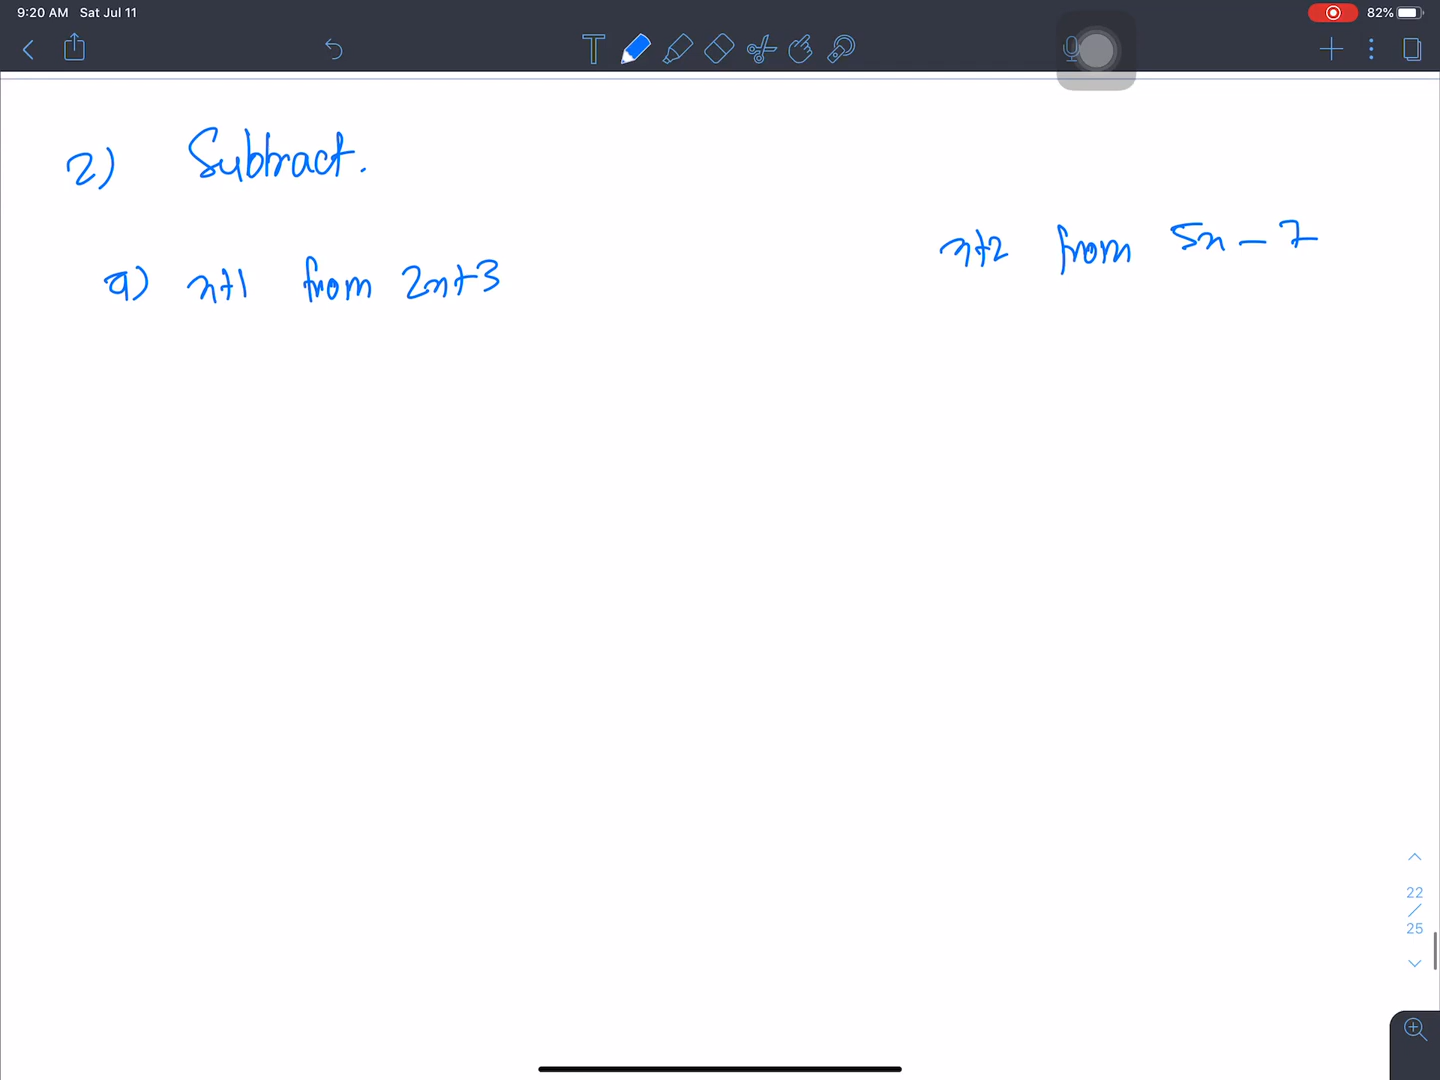 9:20 AM Sat Jul 11
82%
2) Subtract.
a) x+1 from 2x+3
x+2 from 5x-7
22
/
25